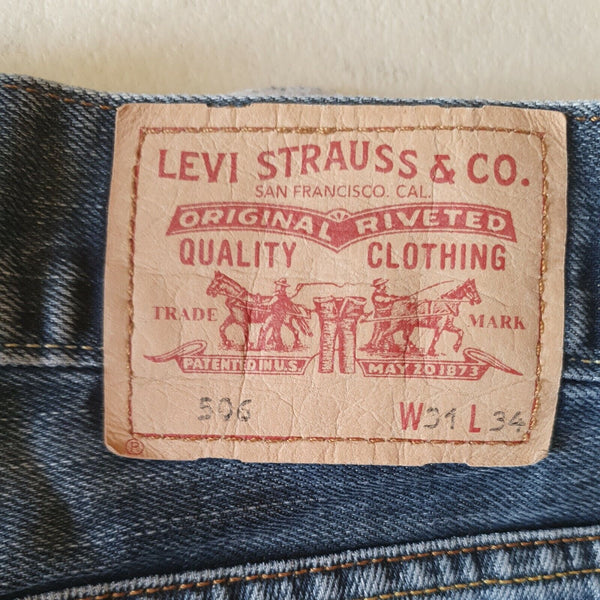 LEVI STRAUSS & CO.
SAN FRANCISCO. CAL.
ORIGINAL RIVETED
QUALITY CLOTHING
TRADE MARK
PATENTED IN U.S. MAY 20 1873
506 W31 L34
®